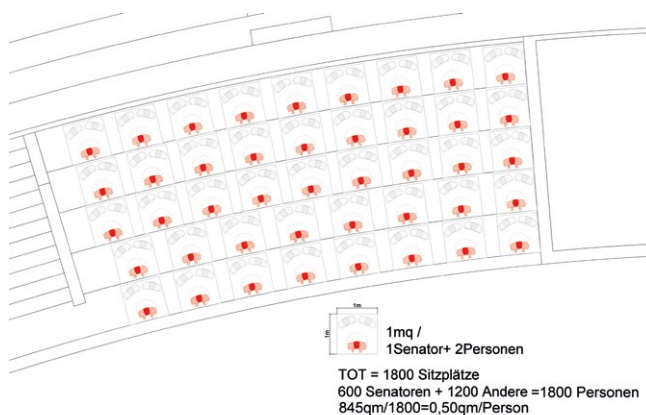 1m
1m
1mq /
1Senator+ 2Personen
TOT = 1800 Sitzplätze
600 Senatoren + 1200 Andere =1800 Personen
845qm/1800=0,50qm/Person